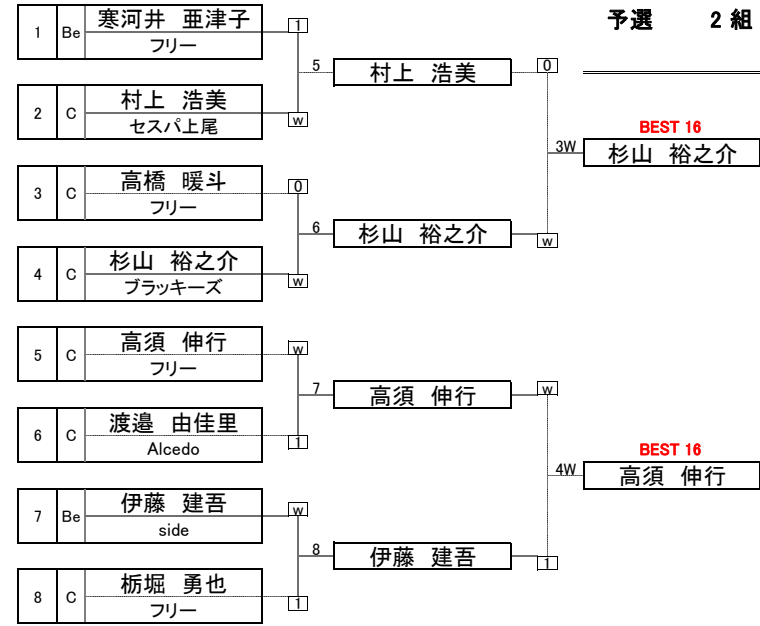 予選 2 組
1 Be 寒河井 亜津子 1
フリー
5 村上 浩美 0
2 C 村上 浩美 w
セスパ上尾
BEST 16
3W 杉山 裕之介
3 C 高橋 暖斗 0
フリー
6 杉山 裕之介 w
4 C 杉山 裕之介 w
ブラッキーズ
5 C 高須 伸行 w
フリー
7 高須 伸行 w
6 C 渡邉 由佳里 1
Alcedo
BEST 16
4W 高須 伸行
7 Be 伊藤 建吾 w
side
8 伊藤 建吾 1
8 C 栃堀 勇也 1
フリー